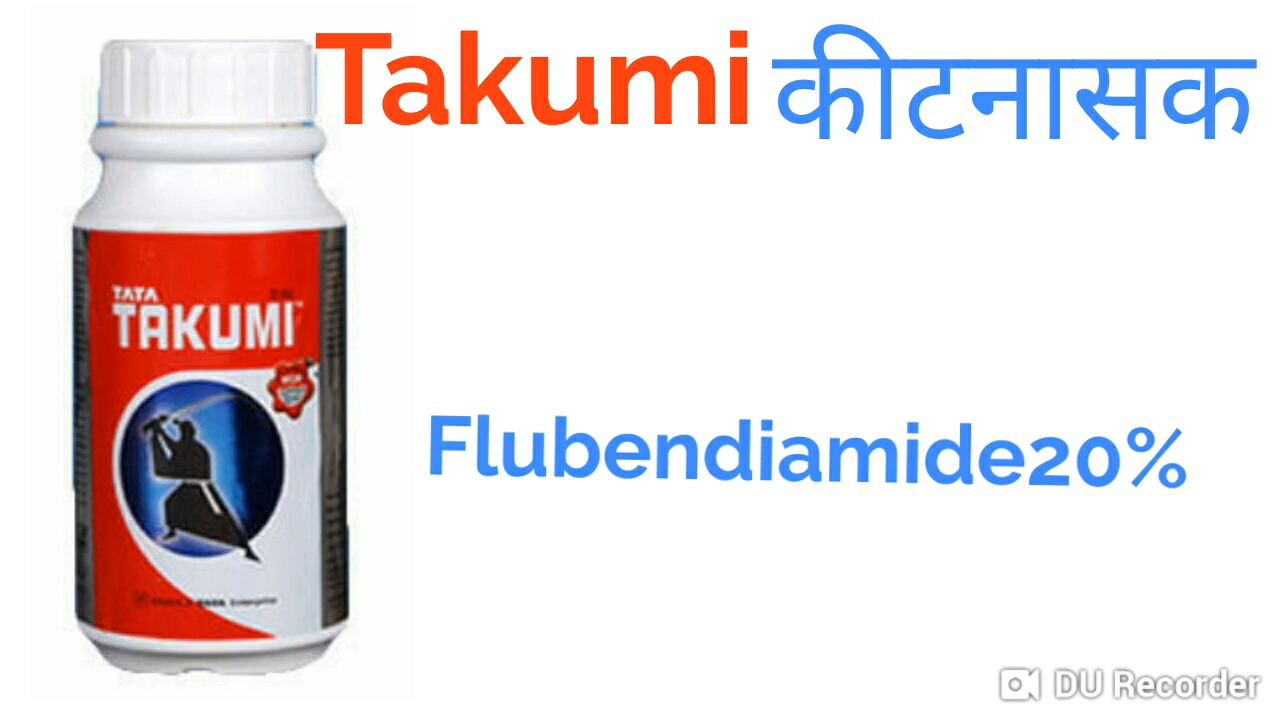 Takumi कीटनासक
TATA
TAKUMI
Flubendiamide20%
DU Recorder